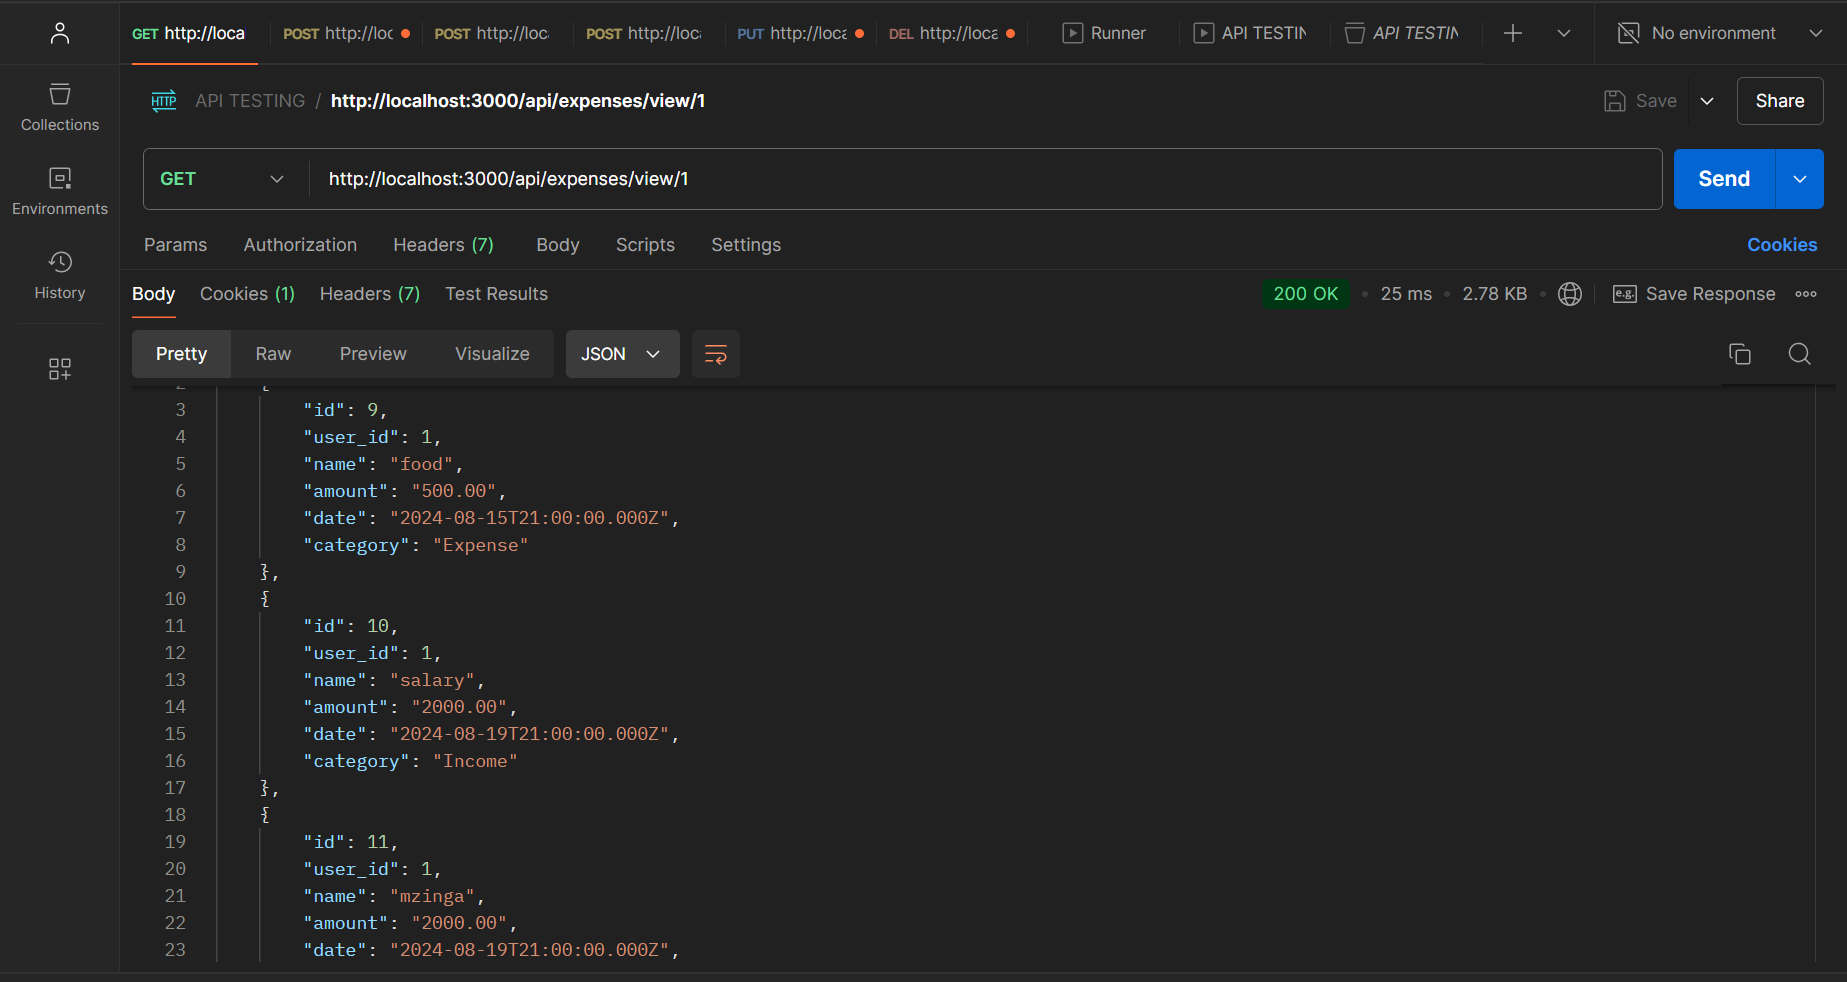 GET http://loca
POST http://loc
POST http://loc
POST http://loc
PUT http://loca
DEL http://loca
Runner
API TESTIN
API TESTIN
No environment
Collections
Environments
History
HTTP API TESTING / http://localhost:3000/api/expenses/view/1
Save
Share
GET http://localhost:3000/api/expenses/view/1
Send
Params Authorization Headers (7) Body Scripts Settings Cookies
Body Cookies (1) Headers (7) Test Results 200 OK • 25 ms • 2.78 KB • e.g. Save Response
Pretty Raw Preview Visualize JSON
2 {
3 "id": 9,
4 "user_id": 1,
5 "name": "food",
6 "amount": "500.00",
7 "date": "2024-08-15T21:00:00.000Z",
8 "category": "Expense"
9 },
10 {
11 "id": 10,
12 "user_id": 1,
13 "name": "salary",
14 "amount": "2000.00",
15 "date": "2024-08-19T21:00:00.000Z",
16 "category": "Income"
17 },
18 {
19 "id": 11,
20 "user_id": 1,
21 "name": "mzinga",
22 "amount": "2000.00",
23 "date": "2024-08-19T21:00:00.000Z",